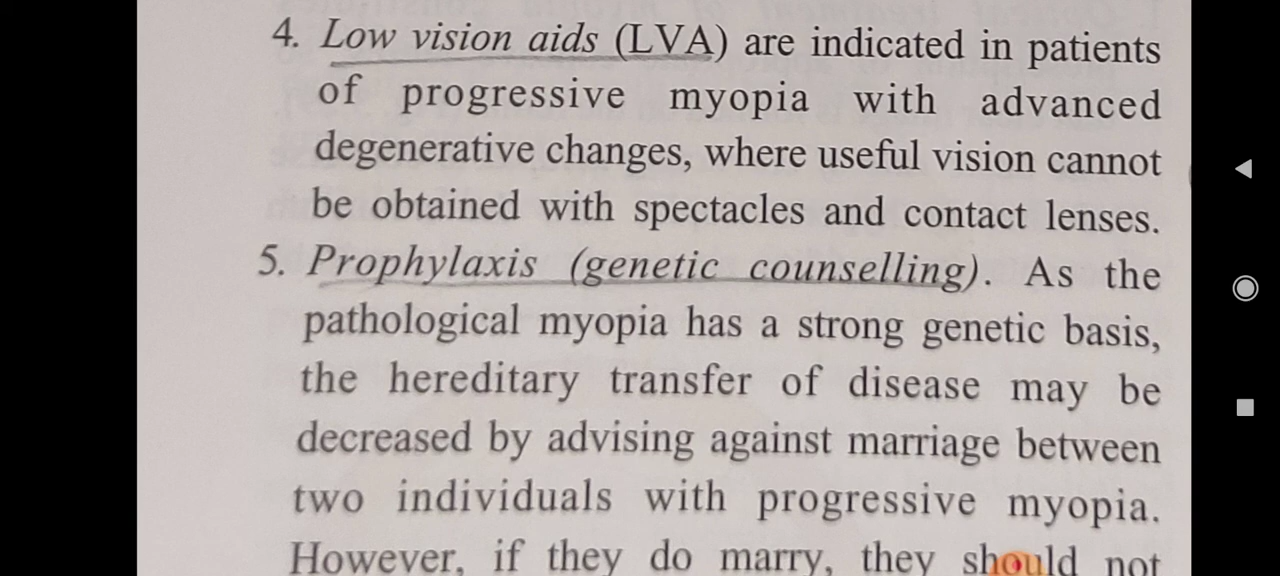 4. Low vision aids (LVA) are indicated in patients
of progressive myopia with advanced
degenerative changes, where useful vision cannot
be obtained with spectacles and contact lenses.
5. Prophylaxis (genetic counselling). As the
pathological myopia has a strong genetic basis,
the hereditary transfer of disease may be
decreased by advising against marriage between
two individuals with progressive myopia.
However, if they do marry, they should not